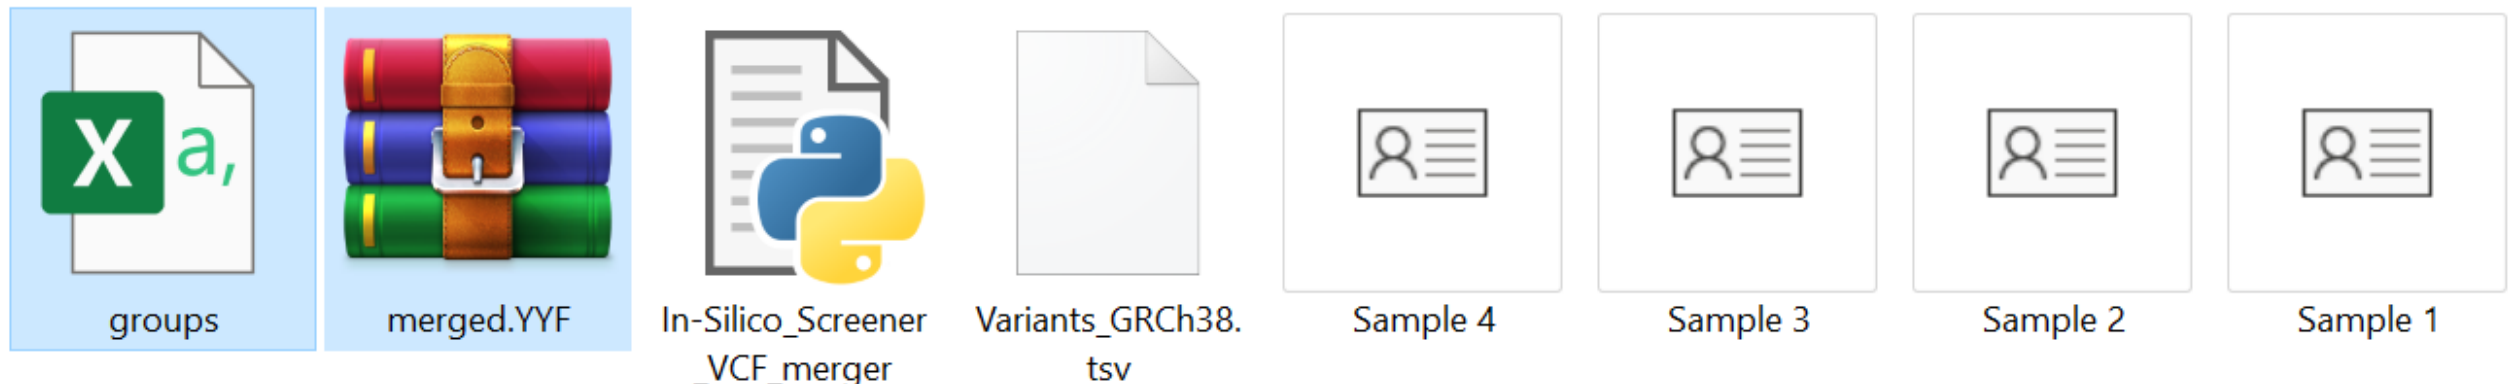 X a,
groups
merged.YYF
In-Silico_Screener
_VCF_merger
Variants_GRCh38.
tsv
Sample 4
Sample 3
Sample 2
Sample 1